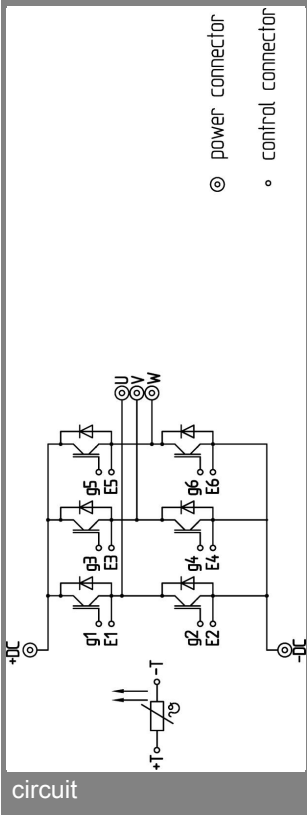 power connector
control connector
U
V
W
g5
E5
g6
E6
g3
E3
g4
E4
g1
E1
g2
E2
+DC
-DC
-T
ϑ
+T
circuit